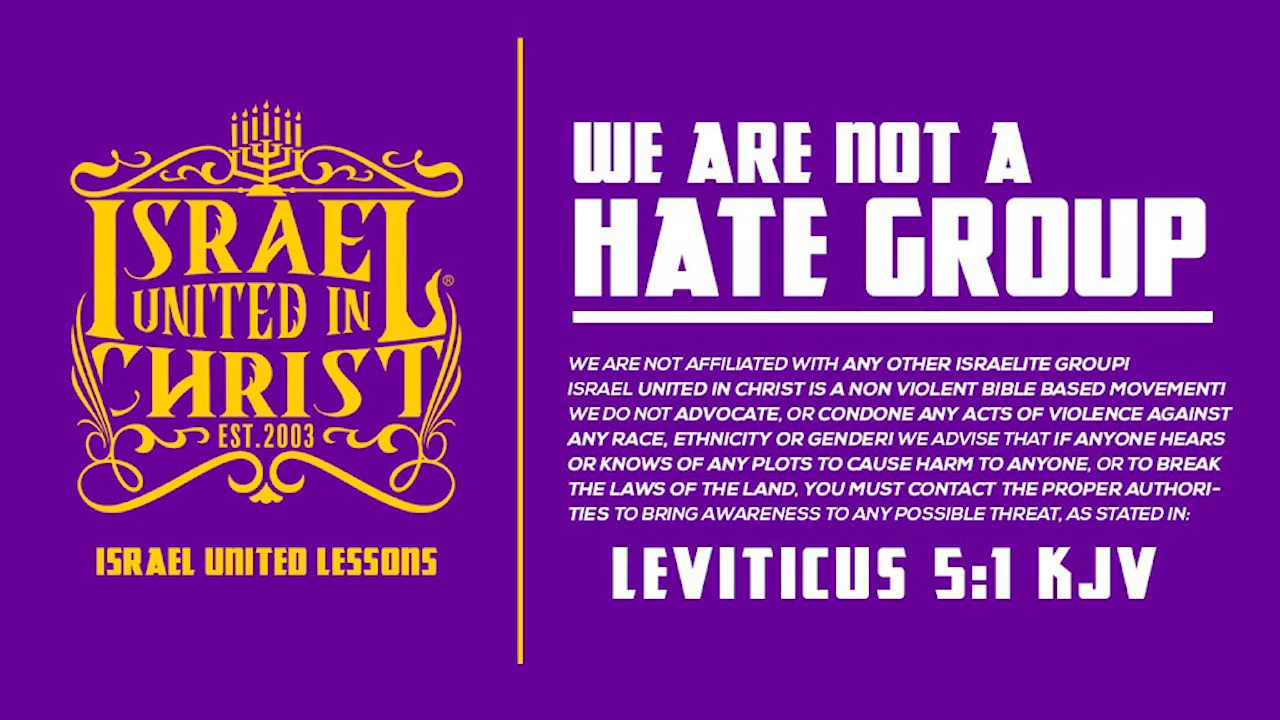 ISRAEL
UNITED IN
CHRIST
®
EST. 2003
ISRAEL UNITED LESSONS
WE ARE NOT A
HATE GROUP
WE ARE NOT AFFILIATED WITH ANY OTHER ISRAELITE GROUP!
ISRAEL UNITED IN CHRIST IS A NON VIOLENT BIBLE BASED MOVEMENT!
WE DO NOT ADVOCATE, OR CONDONE ANY ACTS OF VIOLENCE AGAINST
ANY RACE, ETHNICITY OR GENDER! WE ADVISE THAT IF ANYONE HEARS
OR KNOWS OF ANY PLOTS TO CAUSE HARM TO ANYONE, OR TO BREAK
THE LAWS OF THE LAND, YOU MUST CONTACT THE PROPER AUTHORI-
TIES TO BRING AWARENESS TO ANY POSSIBLE THREAT, AS STATED IN:
LEVITICUS 5:1 KJV